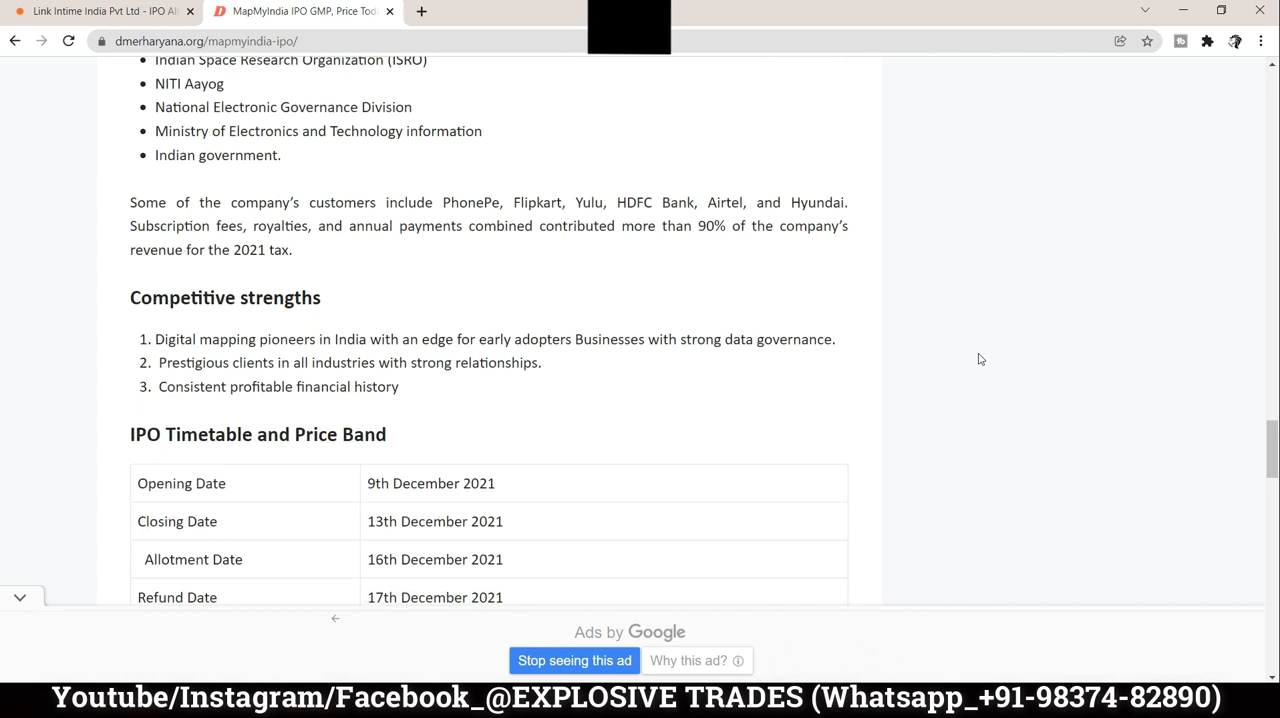 Link Intime India Pvt Ltd - IPO All
MapMyIndia IPO GMP, Price Tod
dmerharyana.org/mapmyindia-ipo/
Indian Space Research Organization (ISRO)
NITI Aayog
National Electronic Governance Division
Ministry of Electronics and Technology information
Indian government.
Some of the company's customers include PhonePe, Flipkart, Yulu, HDFC Bank, Airtel, and Hyundai.
Subscription fees, royalties, and annual payments combined contributed more than 90% of the company's
revenue for the 2021 tax.
Competitive strengths
1. Digital mapping pioneers in India with an edge for early adopters Businesses with strong data governance.
2. Prestigious clients in all industries with strong relationships.
3. Consistent profitable financial history
IPO Timetable and Price Band
Opening Date 9th December 2021
Closing Date 13th December 2021
Allotment Date 16th December 2021
Refund Date 17th December 2021
Ads by Google
Stop seeing this ad Why this ad?
Youtube/Instagram/Facebook_@EXPLOSIVE TRADES (Whatsapp_+91-98374-82890)